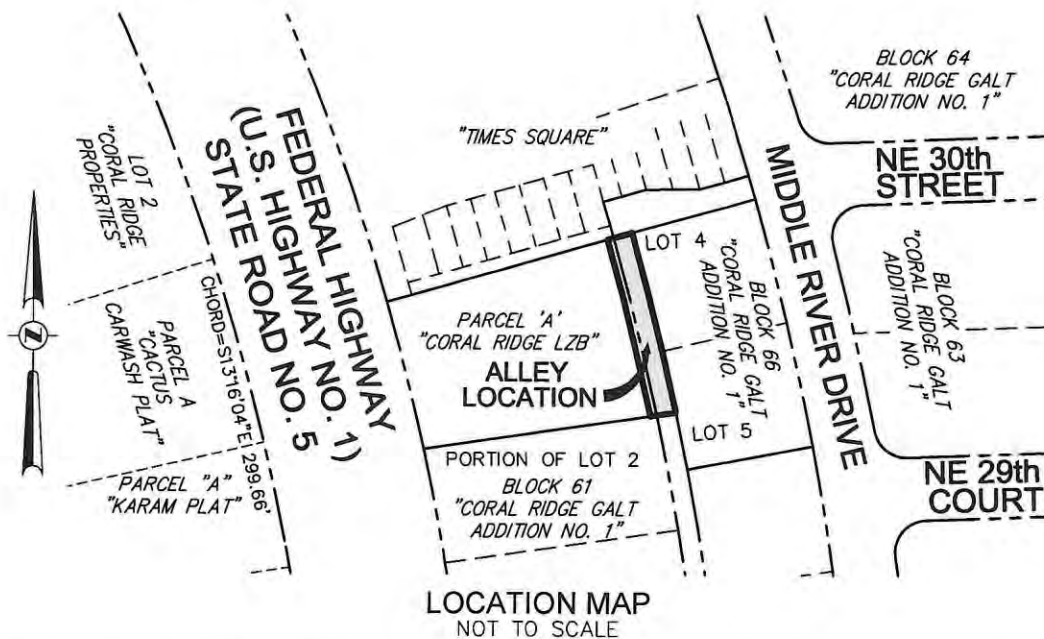 BLOCK 64
"CORAL RIDGE GALT
ADDITION NO. 1"
"TIMES SQUARE"
NE 30th
STREET
FEDERAL HIGHWAY
(U.S. HIGHWAY NO. 1)
STATE ROAD NO. 5
LOT 2
"CORAL RIDGE
PROPERTIES"
MIDDLE RIVER DRIVE
LOT 4
BLOCK 66
"CORAL RIDGE GALT
ADDITION NO. 1"
BLOCK 63
"CORAL RIDGE GALT
ADDITION NO. 1"
N
CHORD=S13°16'04"E 299.66'
PARCEL A
"CACTUS
CARWASH PLAT"
PARCEL 'A'
"CORAL RIDGE LZB"
ALLEY
LOCATION
LOT 5
PORTION OF LOT 2
BLOCK 61
"CORAL RIDGE GALT
ADDITION NO. 1"
PARCEL "A"
"KARAM PLAT"
NE 29th
COURT
LOCATION MAP
NOT TO SCALE